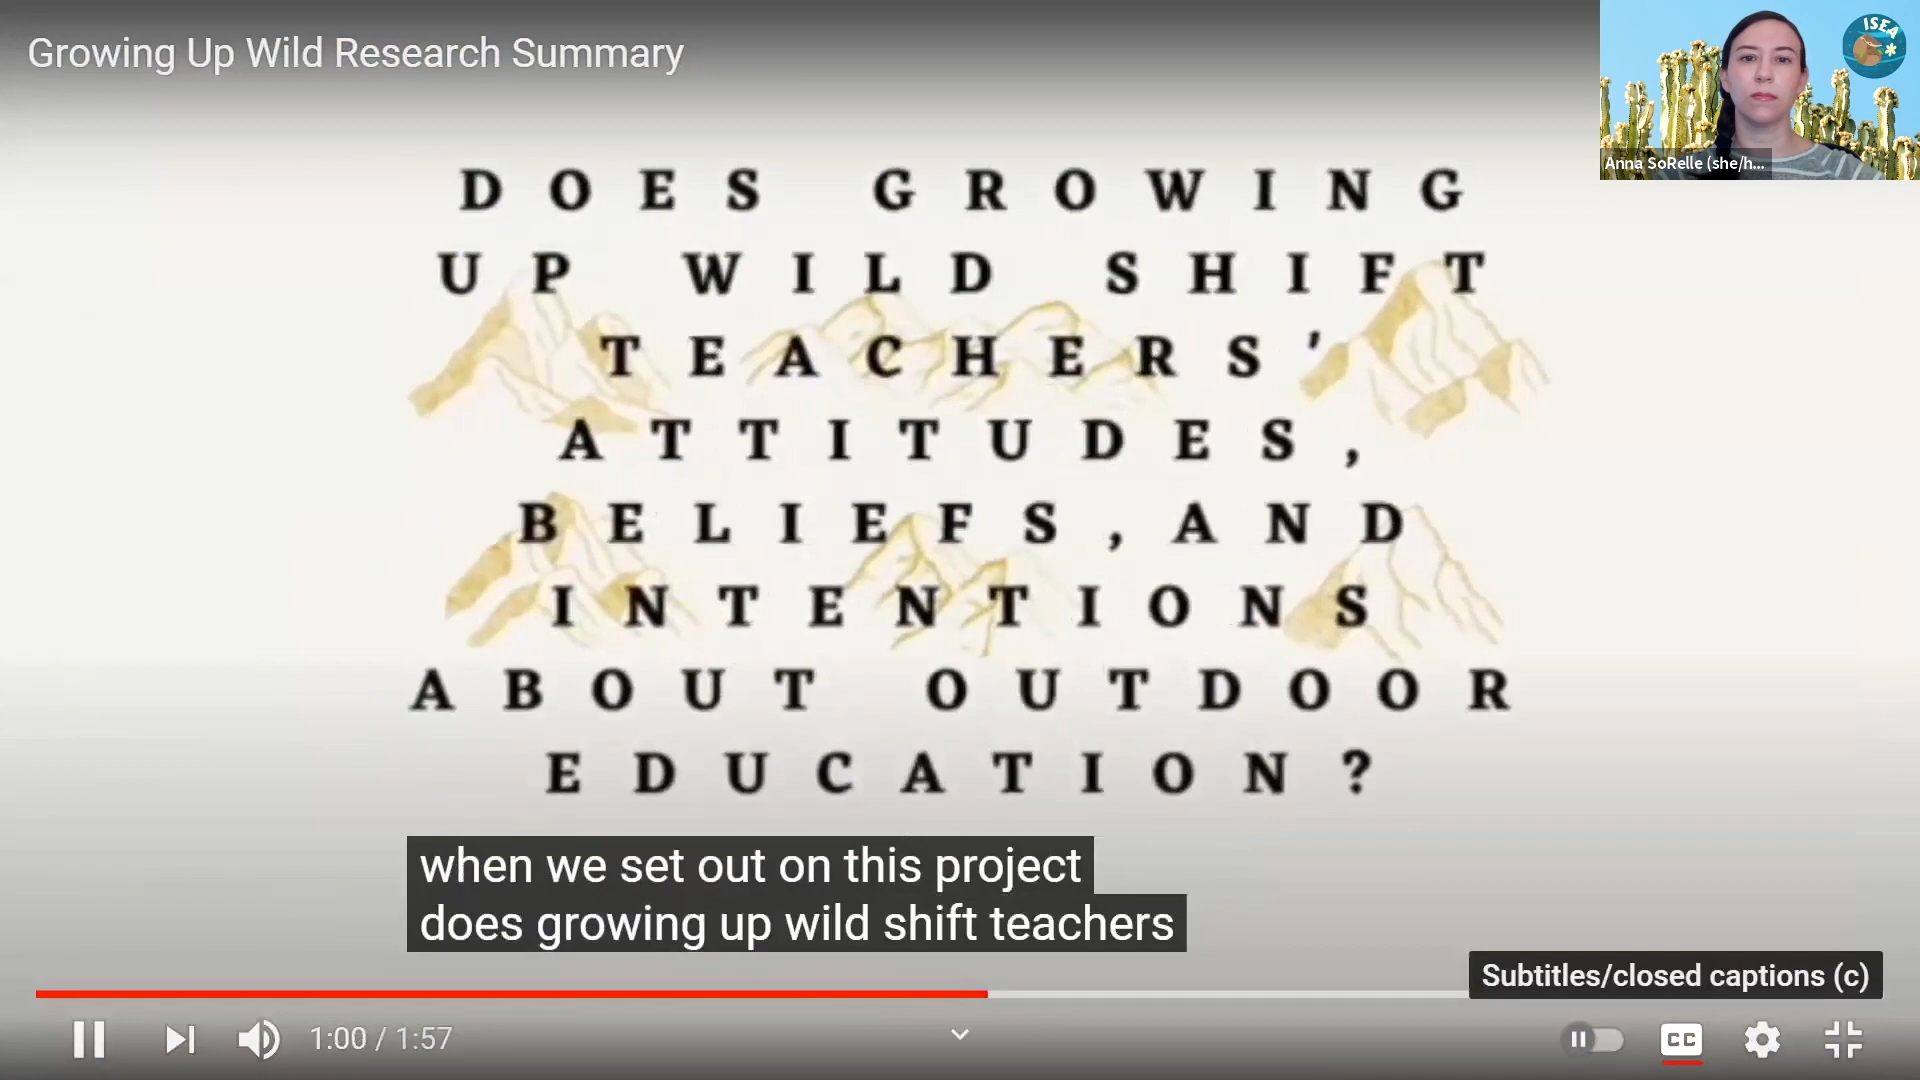 Growing Up Wild Research Summary
ISEA
Anna SoRelle (she/h...
DOES GROWING
UP WILD SHIFT
TEACHERS'
ATTITUDES,
BELIEFS, AND
INTENTIONS
ABOUT OUTDOOR
EDUCATION?
when we set out on this project
does growing up wild shift teachers
Subtitles/closed captions (c)
1:00 / 1:57
CC